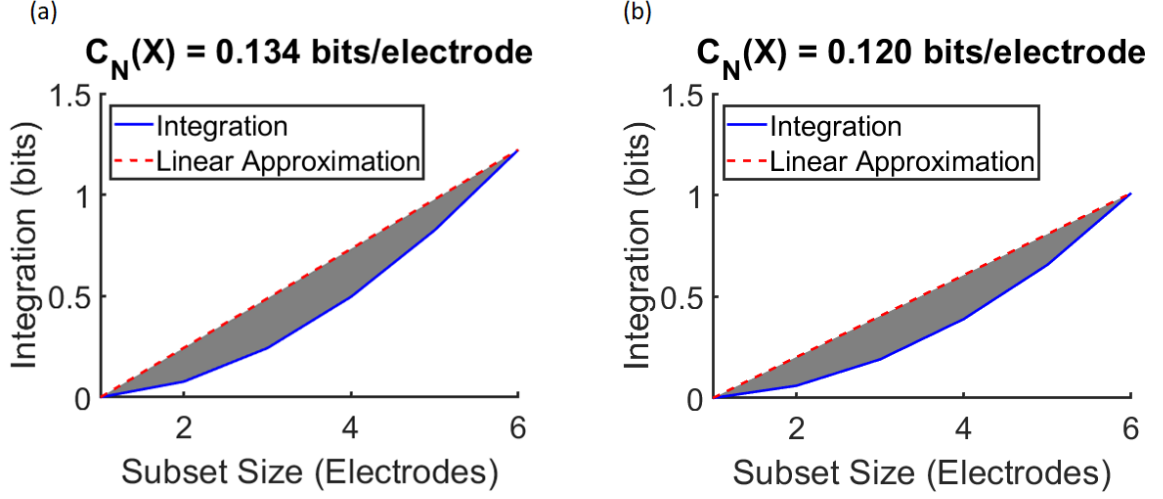 (a)
C_N(X) = 0.134 bits/electrode
1.5
1
0.5
0
Integration (bits)
Integration
Linear Approximation
2
4
6
Subset Size (Electrodes)
(b)
C_N(X) = 0.120 bits/electrode
1.5
1
0.5
0
Integration (bits)
Integration
Linear Approximation
2
4
6
Subset Size (Electrodes)